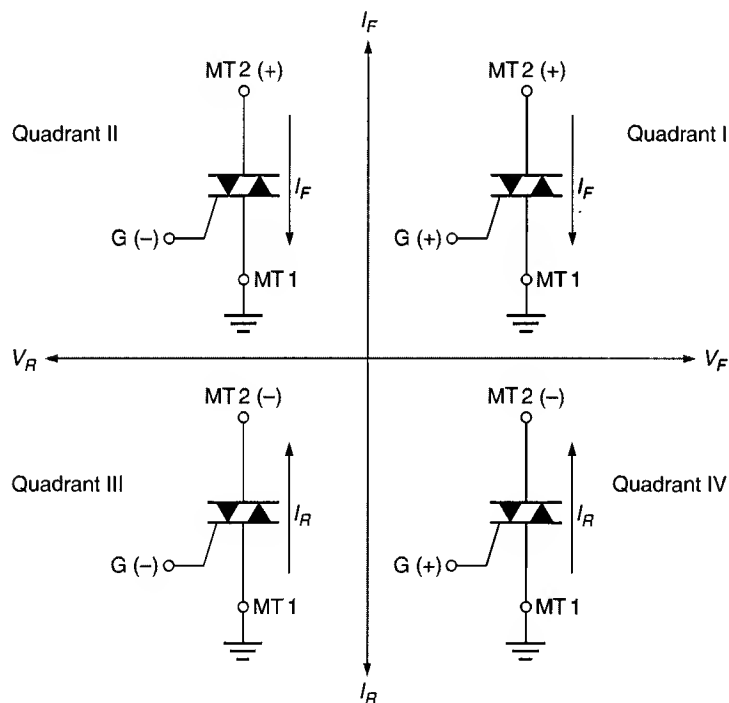 I_F
MT2 (+)
MT2 (+)
Quadrant II
Quadrant I
I_F
I_F
G (–)
G (+)
MT1
MT1
V_R
V_F
MT2 (–)
MT2 (–)
Quadrant III
Quadrant IV
I_R
I_R
G (–)
G (+)
MT1
MT1
I_R